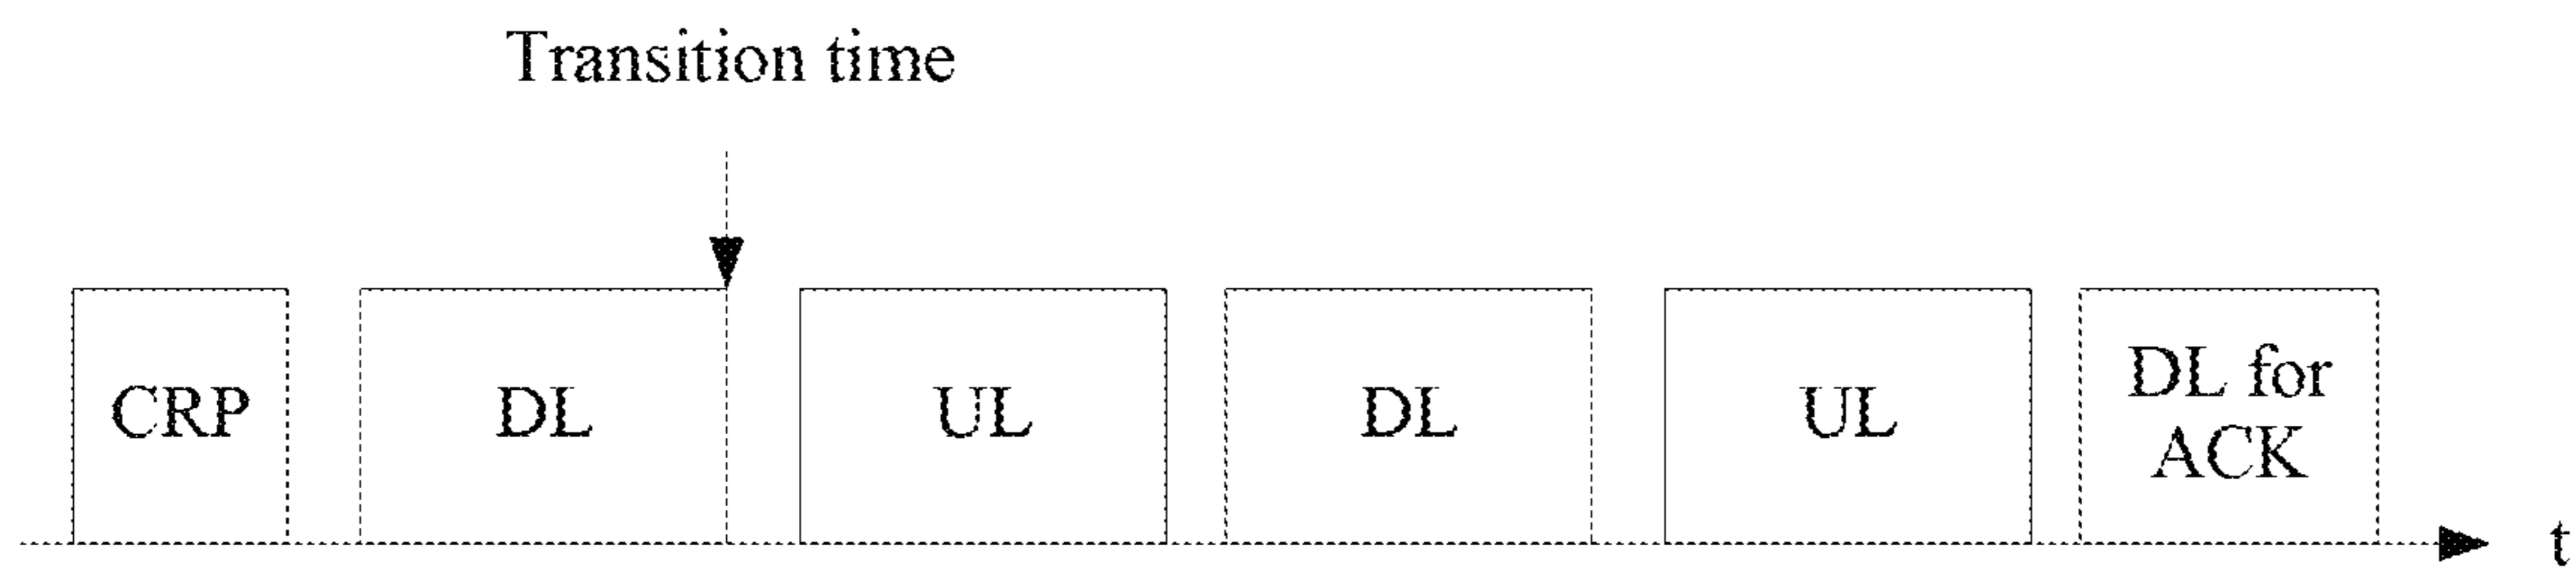 Transition time
CRP
DL
UL
DL
UL
DL for
ACK
t